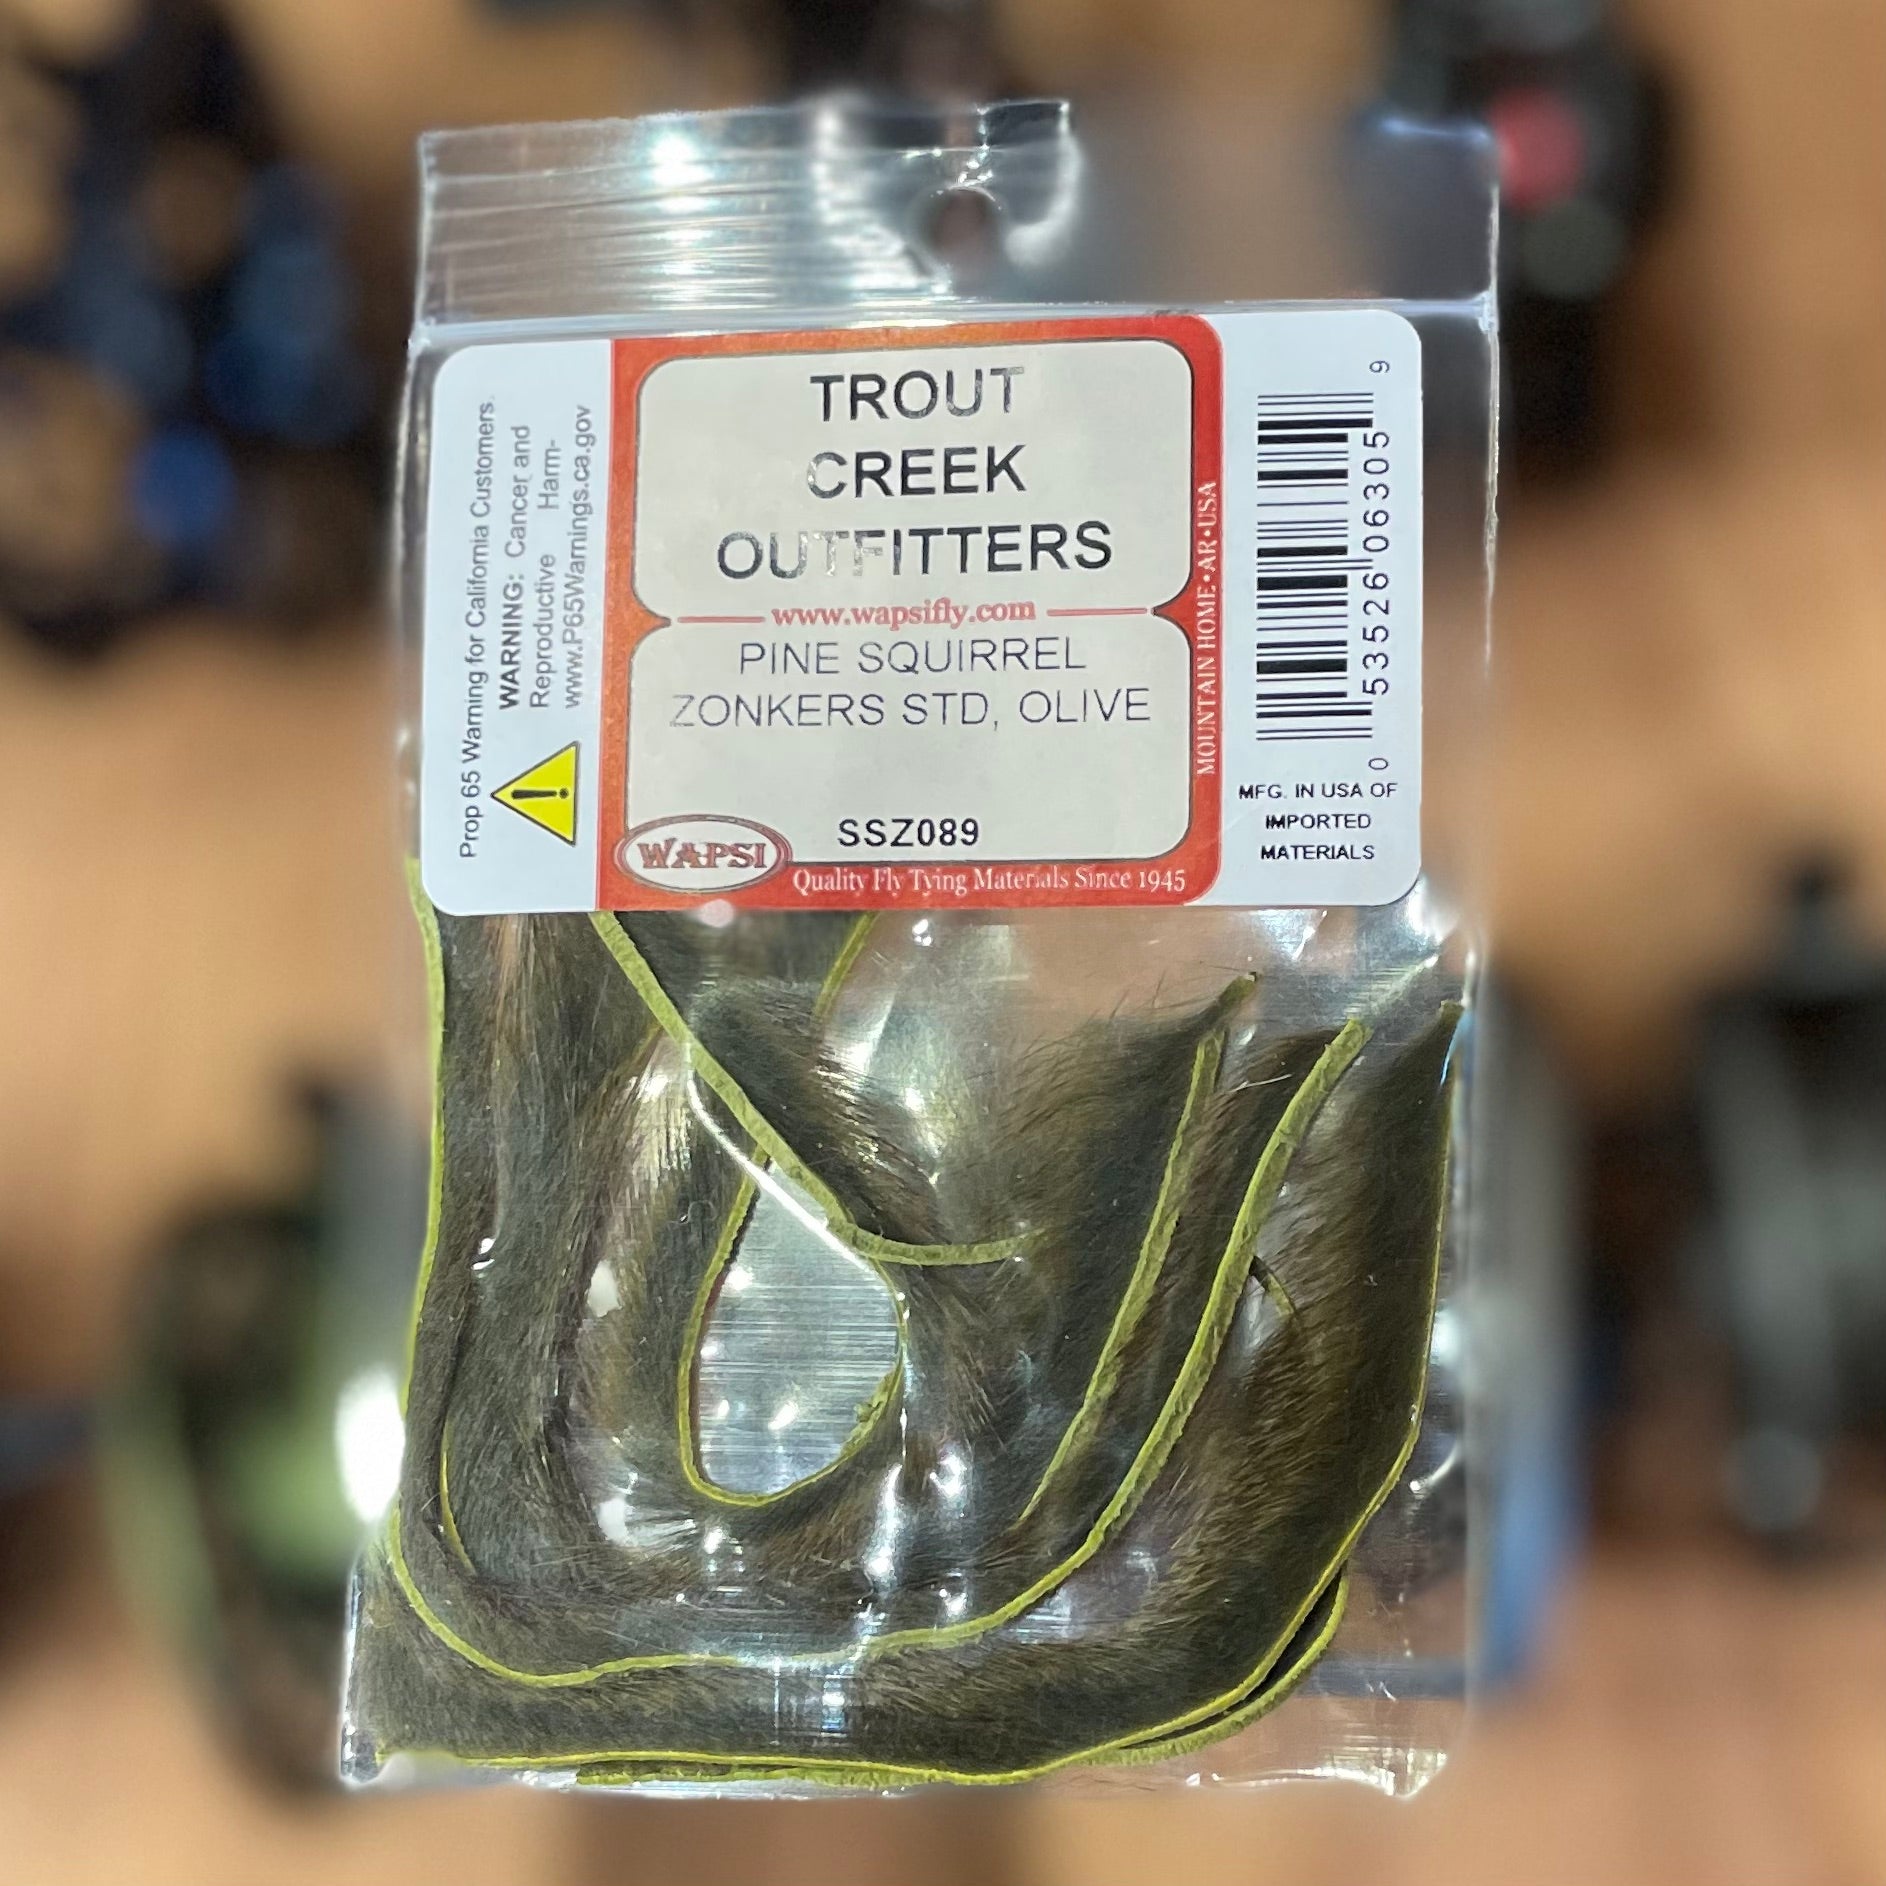 Prop 65 Warning for California Customers.
WARNING: Cancer and
Reproductive Harm-
www.P65Warnings.ca.gov
TROUT
CREEK
OUTFITTERS
www.wapsifly.com
PINE SQUIRREL
ZONKERS STD, OLIVE
SSZ089
WAPSI
Quality Fly Tying Materials Since 1945
MOUNTAIN HOME•AR•USA
0 53526 06305 9
MFG. IN USA OF
IMPORTED
MATERIALS